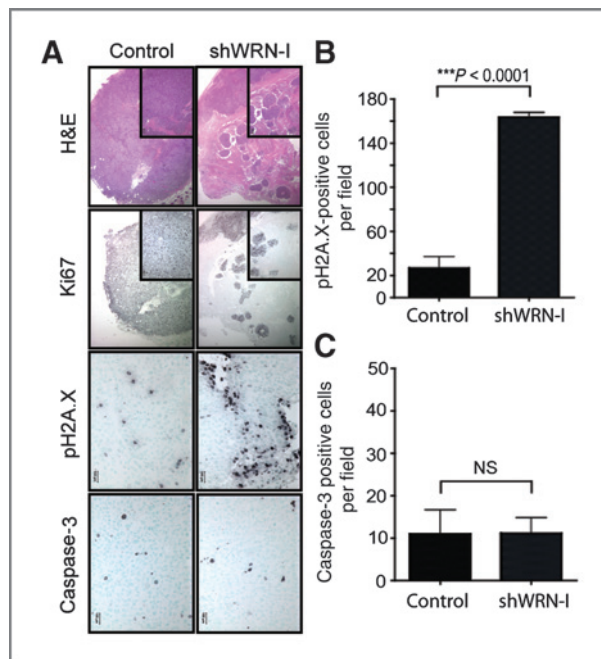 A
Control
shWRN-I
H&E
Ki67
pH2A.X
Caspase-3
B
***P < 0.0001
pH2A.X-positive cells
per field
180
140
100
60
20
Control
shWRN-I
C
Caspase-3 positive cells
per field
50
40
30
20
10
0
NS
Control
shWRN-I